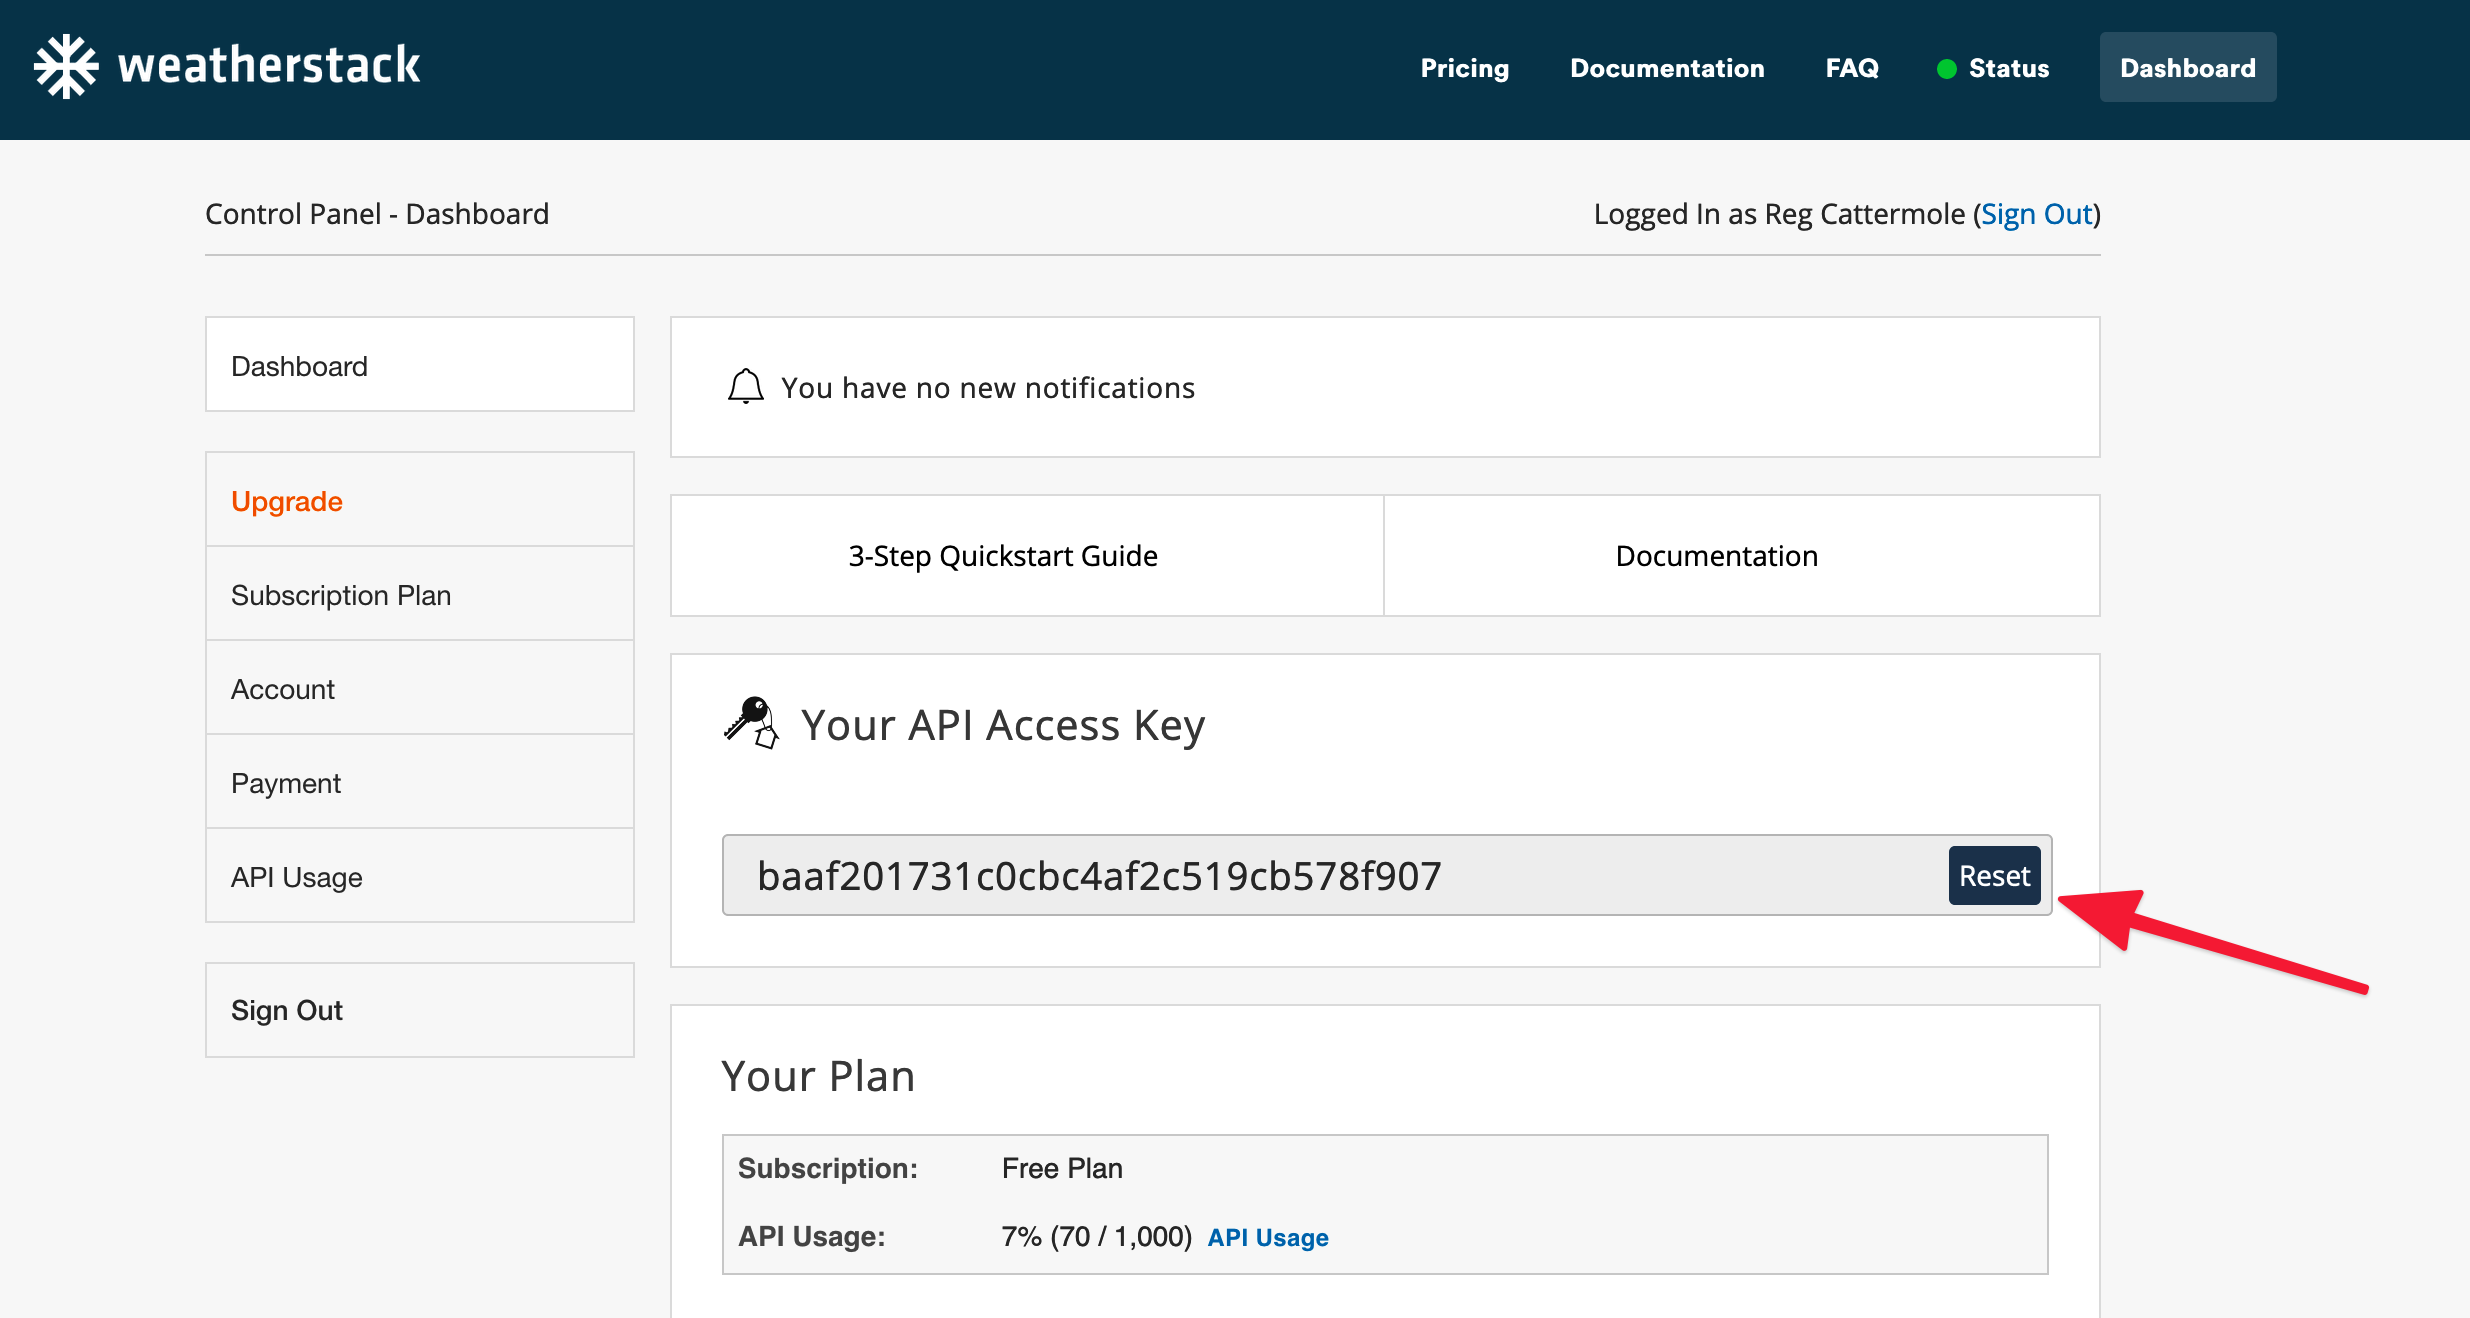 weatherstack
Pricing Documentation FAQ Status Dashboard
Control Panel - Dashboard
Logged In as Reg Cattermole (Sign Out)
Dashboard
Upgrade
Subscription Plan
Account
Payment
API Usage
Sign Out
You have no new notifications
3-Step Quickstart Guide
Documentation
Your API Access Key
baaf201731c0cbc4af2c519cb578f907
Reset
Your Plan
Subscription: Free Plan
API Usage: 7% (70 / 1,000) API Usage